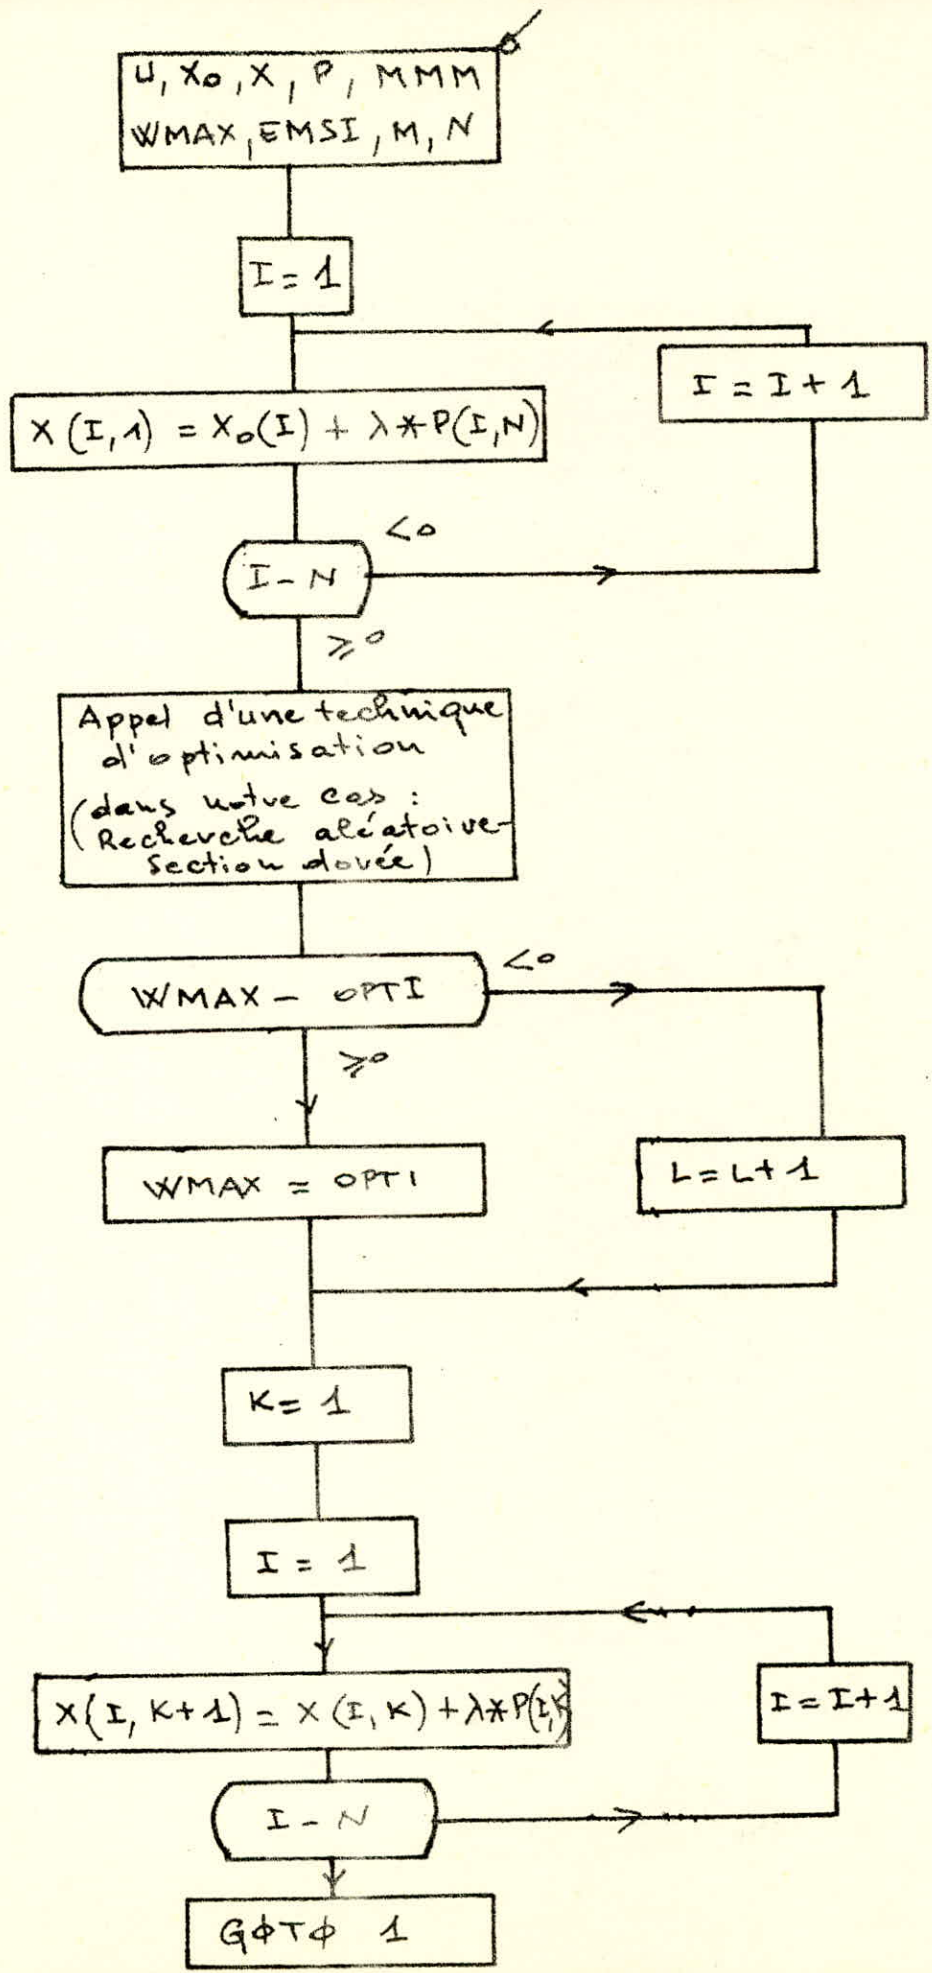 U, X₀, X, P, MMM
WMAX, EMSI, M, N
I = 1
I = I + 1
X (I, 1) = X₀(I) + λ*P(I,N)
<0
I - N
≥0
Appel d'une technique
d'optimisation
(dans notre cas :
Recherche aléatoire-
Section dorée)
WMAX - OPTI
<0
≥0
WMAX = OPTI
L = L + 1
K = 1
I = 1
X(I, K+1) = X (I, K) + λ*P(I,K)
I = I+1
I - N
GΦTΦ 1